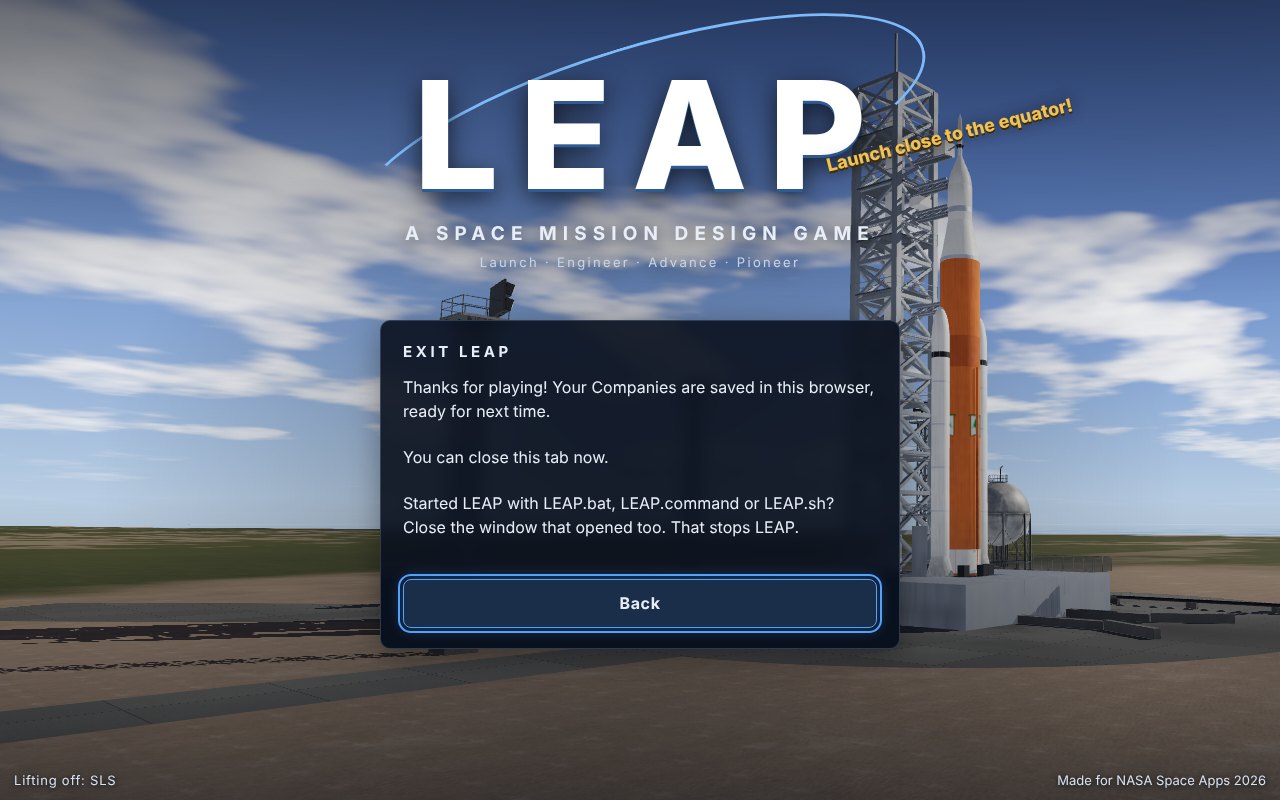 LEAP
Launch close to the equator!
A SPACE MISSION DESIGN GAME
Launch · Engineer · Advance · Pioneer
EXIT LEAP
Thanks for playing! Your Companies are saved in this browser,
ready for next time.
You can close this tab now.
Started LEAP with LEAP.bat, LEAP.command or LEAP.sh?
Close the window that opened too. That stops LEAP.
Back
Lifting off: SLS
Made for NASA Space Apps 2026